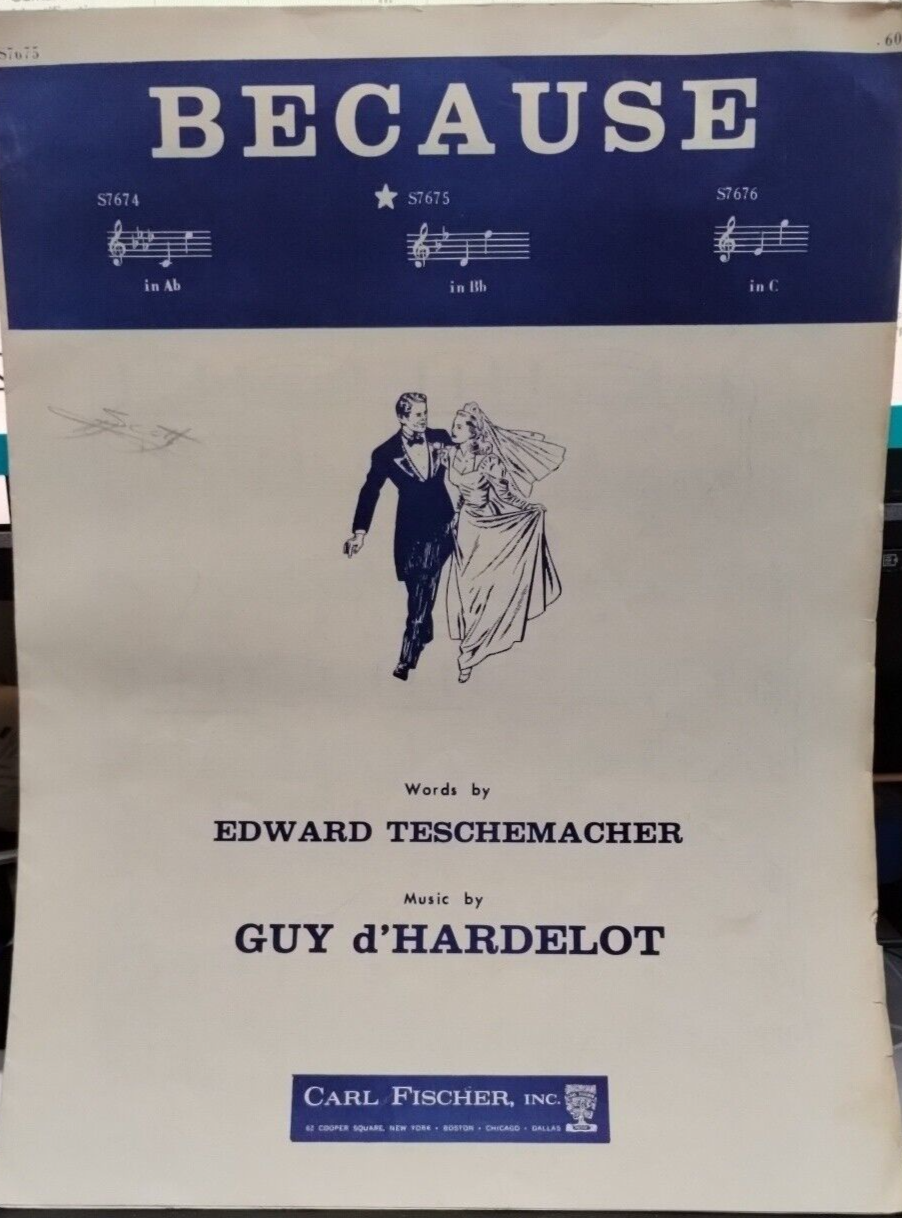 S7675
.60
BECAUSE
S7674
★ S7675
S7676
in Ab
in Bb
in C
Words by
EDWARD TESCHEMACHER
Music by
GUY d'HARDELOT
CARL FISCHER, INC.
62 COOPER SQUARE, NEW YORK • BOSTON • CHICAGO • DALLAS